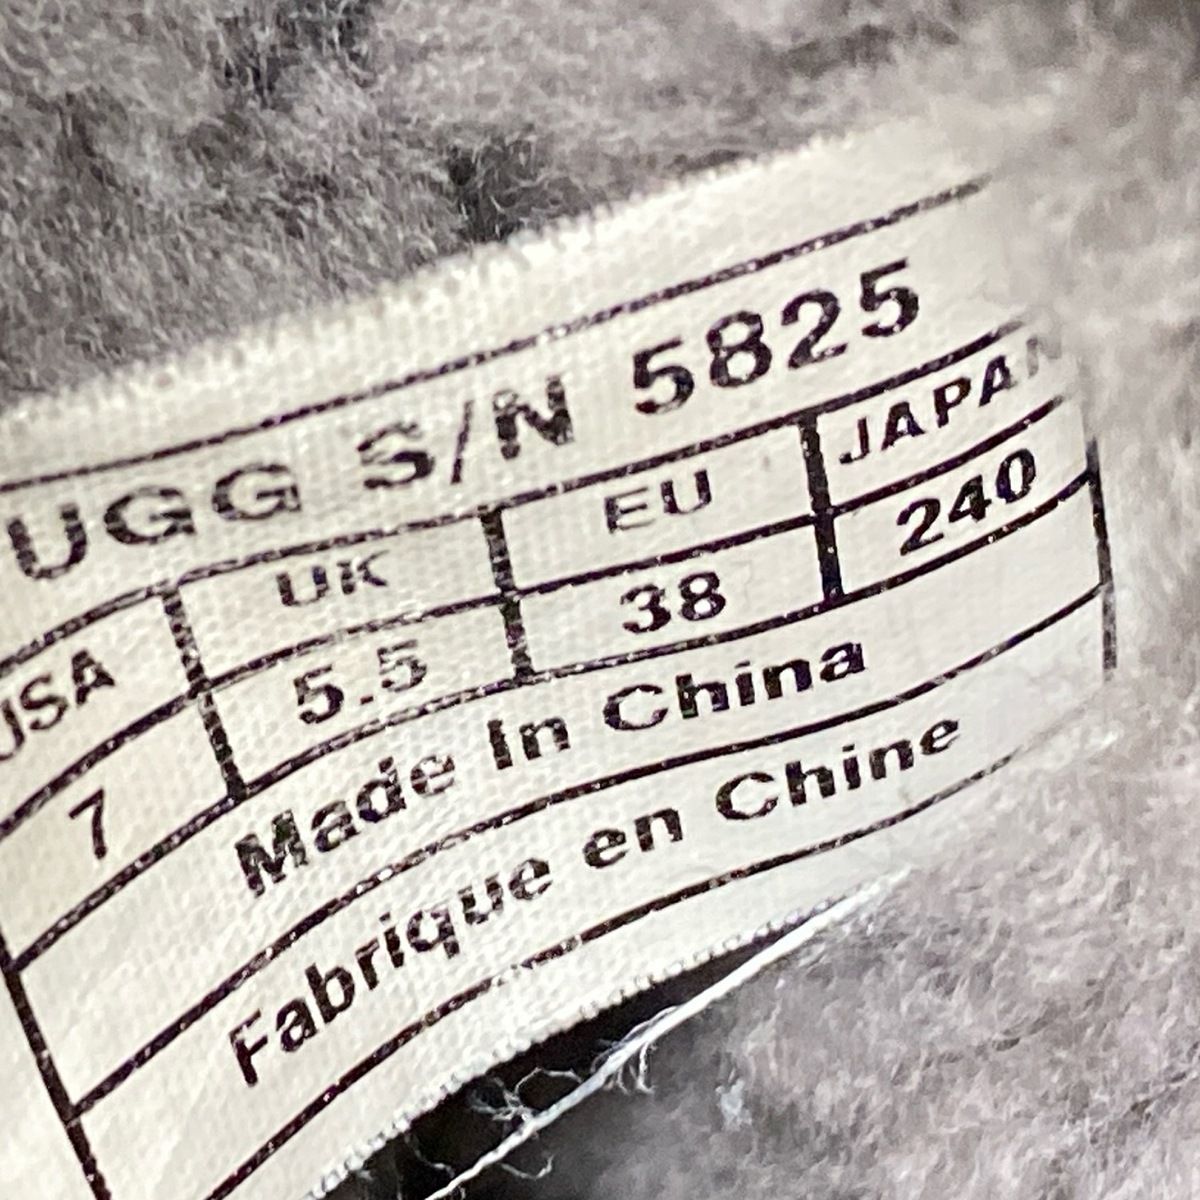 UGG S/N 5825
USA UK EU JAPAN
7 5.5 38 240
Made In China
Fabrique en Chine